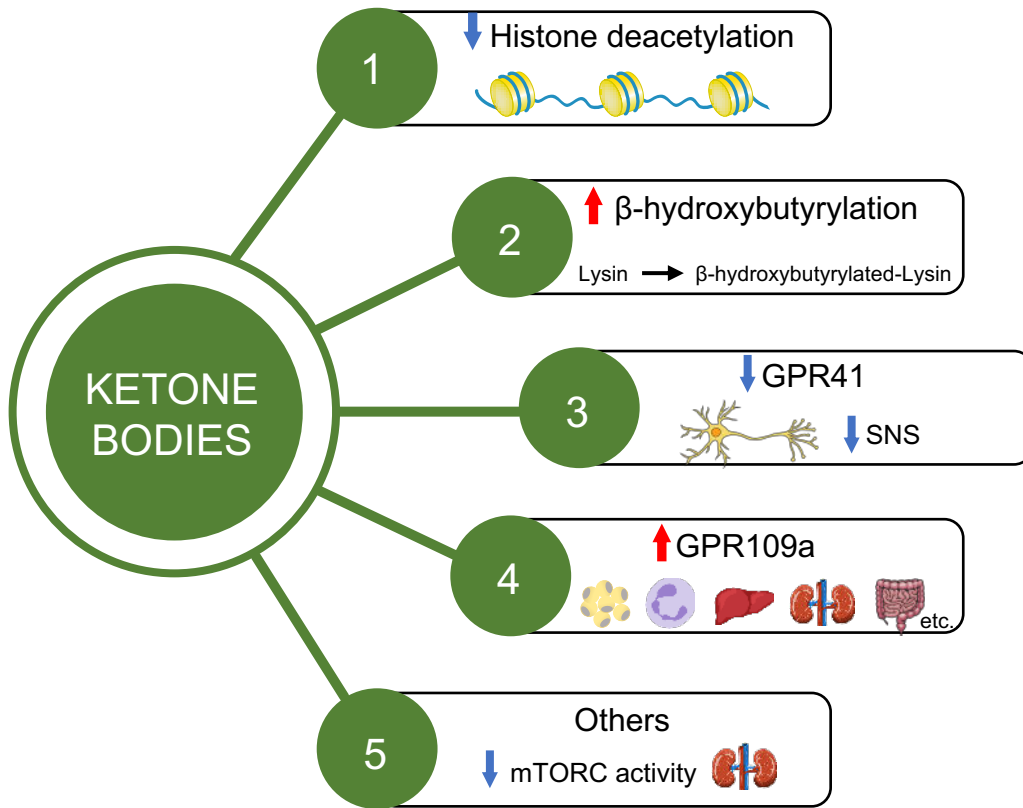 KETONE
BODIES
1
Histone deacetylation
2
β-hydroxybutyrylation
Lysin → β-hydroxybutyrylated-Lysin
3
GPR41
SNS
4
GPR109a
etc.
5
Others
mTORC activity